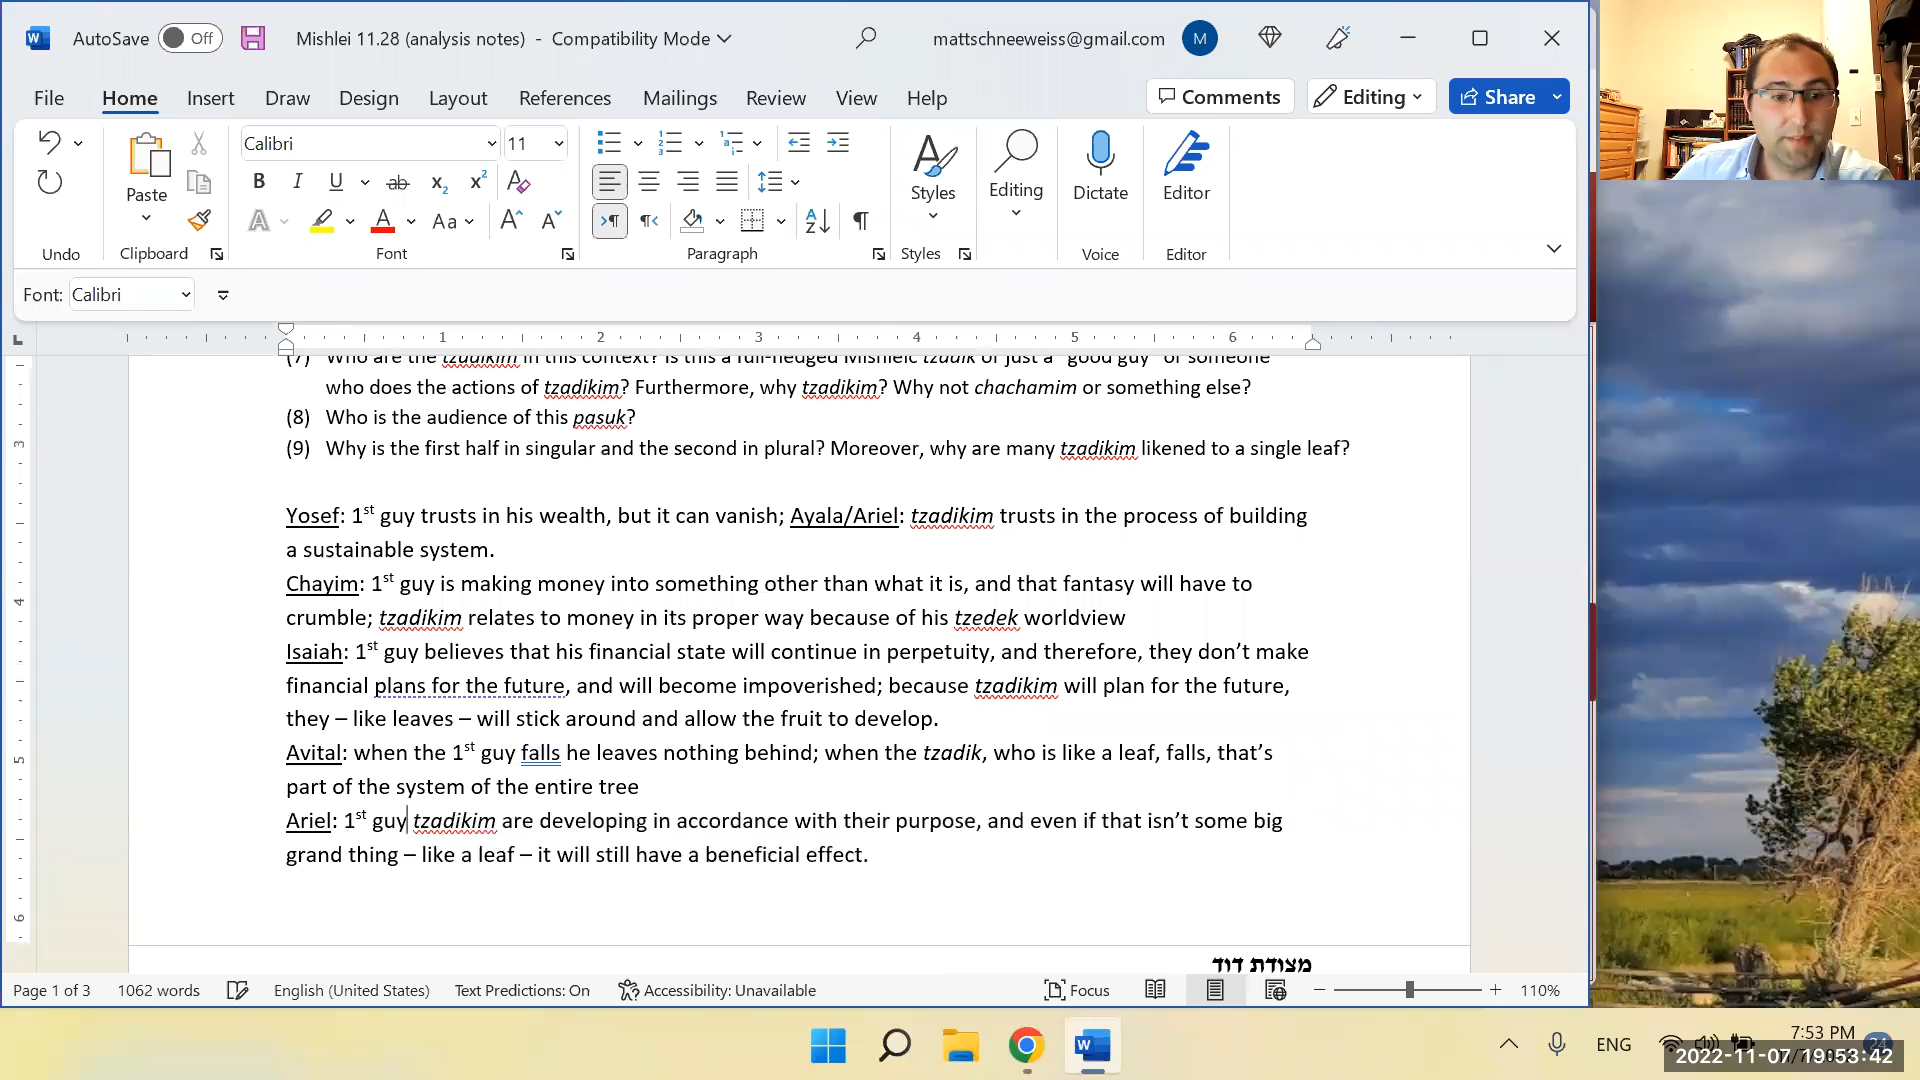 AutoSave Off Mishlei 11.28 (analysis notes) - Compatibility Mode mattschneeweiss@gmail.com M
File Home Insert Draw Design Layout References Mailings Review View Help Comments Editing Share
Calibri 11
Paste Styles Editing Dictate Editor
Undo Clipboard Font Paragraph Styles Voice Editor
Font: Calibri
1 2 3 4 5 6
(7) Who are the tzadikim in this context? Is this a full-fledged Mishleic tzadik or just a "good guy" or someone
who does the actions of tzadikim? Furthermore, why tzadikim? Why not chachamim or something else?
(8) Who is the audience of this pasuk?
(9) Why is the first half in singular and the second in plural? Moreover, why are many tzadikim likened to a single leaf?
Yosef: 1st guy trusts in his wealth, but it can vanish; Ayala/Ariel: tzadikim trusts in the process of building
a sustainable system.
Chayim: 1st guy is making money into something other than what it is, and that fantasy will have to
crumble; tzadikim relates to money in its proper way because of his tzedek worldview
Isaiah: 1st guy believes that his financial state will continue in perpetuity, and therefore, they don't make
financial plans for the future, and will become impoverished; because tzadikim will plan for the future,
they – like leaves – will stick around and allow the fruit to develop.
Avital: when the 1st guy falls he leaves nothing behind; when the tzadik, who is like a leaf, falls, that's
part of the system of the entire tree
Ariel: 1st guy tzadikim are developing in accordance with their purpose, and even if that isn't some big
grand thing – like a leaf – it will still have a beneficial effect.
מצודת דוד
Page 1 of 3 1062 words English (United States) Text Predictions: On Accessibility: Unavailable Focus 110%
ENG 7:53 PM 24
2022-11-07 19:53:42